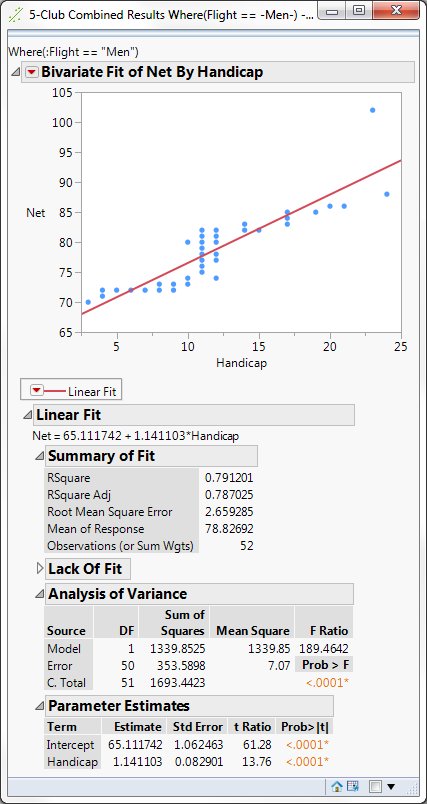 5-Club Combined Results Where(Flight == -Men-) -...
Where(:Flight == "Men")
Bivariate Fit of Net By Handicap
105
100
95
90
85
80
75
70
65
Net
5 10 15 20 25
Handicap
Linear Fit
Linear Fit
Net = 65.111742 + 1.141103*Handicap
Summary of Fit
RSquare 0.791201
RSquare Adj 0.787025
Root Mean Square Error 2.659285
Mean of Response 78.82692
Observations (or Sum Wgts) 52
Lack Of Fit
Analysis of Variance
Sum of
Source DF Squares Mean Square F Ratio
Model 1 1339.8525 1339.85 189.4642
Error 50 353.5898 7.07 Prob > F
C. Total 51 1693.4423 <.0001*
Parameter Estimates
Term Estimate Std Error t Ratio Prob>|t|
Intercept 65.111742 1.062463 61.28 <.0001*
Handicap 1.141103 0.082901 13.76 <.0001*